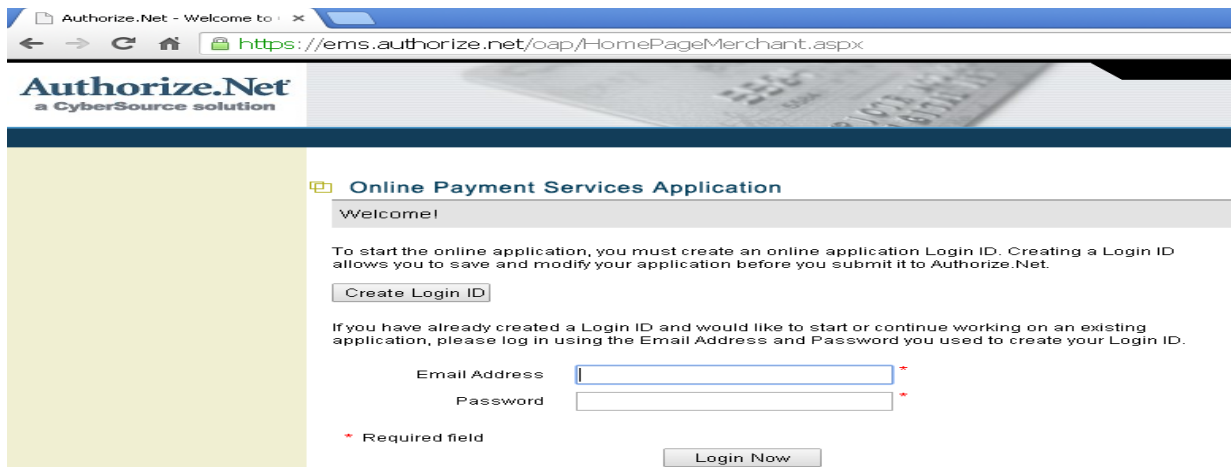 Authorize.Net - Welcome to
https://ems.authorize.net/oap/HomePageMerchant.aspx
Authorize.Net
a CyberSource solution
Online Payment Services Application
Welcome!
To start the online application, you must create an online application Login ID. Creating a Login ID
allows you to save and modify your application before you submit it to Authorize.Net.
Create Login ID
If you have already created a Login ID and would like to start or continue working on an existing
application, please log in using the Email Address and Password you used to create your Login ID.
Email Address *
Password *
* Required field
Login Now